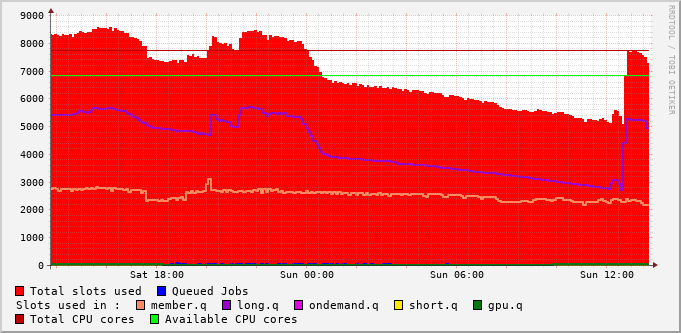 9000
8000
7000
6000
5000
4000
3000
2000
1000
0
Sat 18:00 Sun 00:00 Sun 06:00 Sun 12:00
RRDTOOL / TOBI OETIKER
Total slots used Queued Jobs
Slots used in : member.q long.q ondemand.q short.q gpu.q
Total CPU cores Available CPU cores